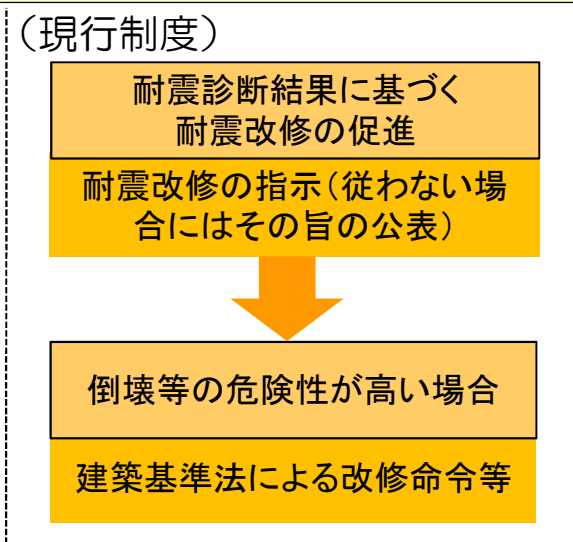 （現行制度）
耐震診断結果に基づく
耐震改修の促進
耐震改修の指示（従わない場
合にはその旨の公表）
倒壊等の危険性が高い場合
建築基準法による改修命令等